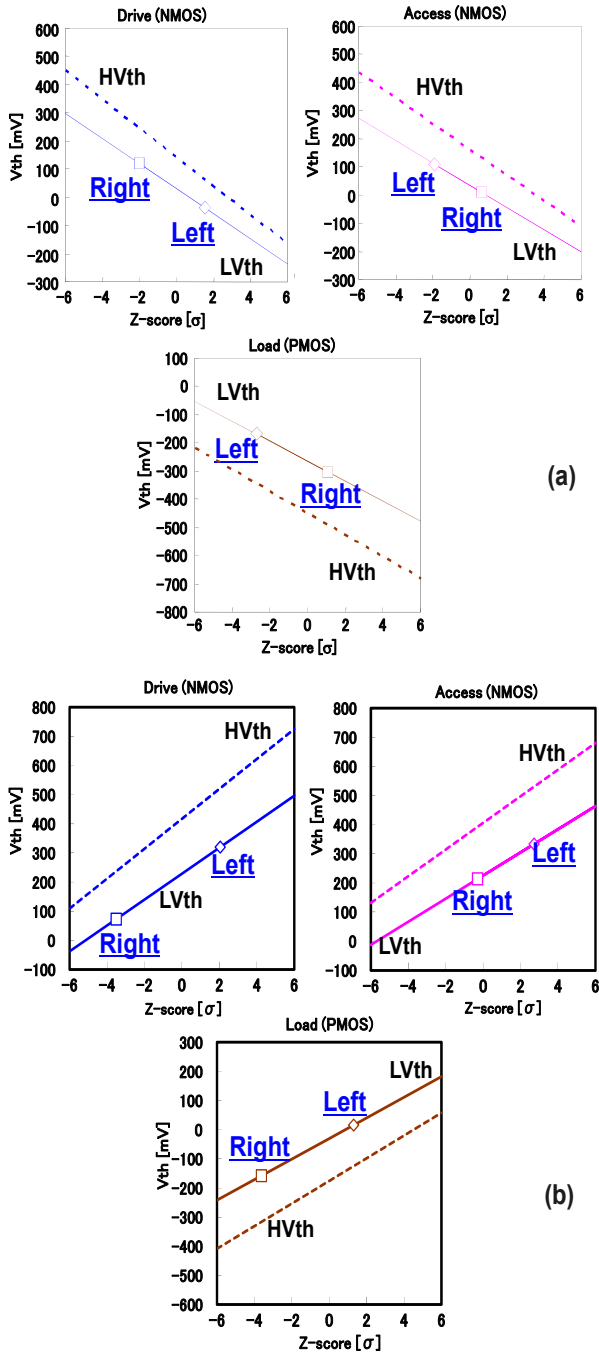 Drive (NMOS)
Access (NMOS)
600
500
400
300
200
100
0
-100
-200
-300
Vth [mV]
HVth
Right
Left
LVth
-6 -4 -2 0 2 4 6
Z-score [σ]
600
500
400
300
200
100
0
-100
-200
-300
Vth [mV]
HVth
Left
Right
LVth
-6 -4 -2 0 2 4 6
Z-score [σ]
Load (PMOS)
100
0
-100
-200
-300
-400
-500
-600
-700
-800
Vth [mV]
LVth
Left
Right
HVth
-6 -4 -2 0 2 4 6
Z-score [σ]
(a)
Drive (NMOS)
Access (NMOS)
800
700
600
500
400
300
200
100
0
-100
Vth [mV]
HVth
Left
LVth
Right
-6 -4 -2 0 2 4 6
Z-score [σ]
800
700
600
500
400
300
200
100
0
-100
Vth [mV]
HVth
Left
Right
LVth
-6 -4 -2 0 2 4 6
Z-score [σ]
Load (PMOS)
300
200
100
0
-100
-200
-300
-400
-500
-600
Vth [mV]
LVth
Left
Right
HVth
-6 -4 -2 0 2 4 6
Z-score [σ]
(b)